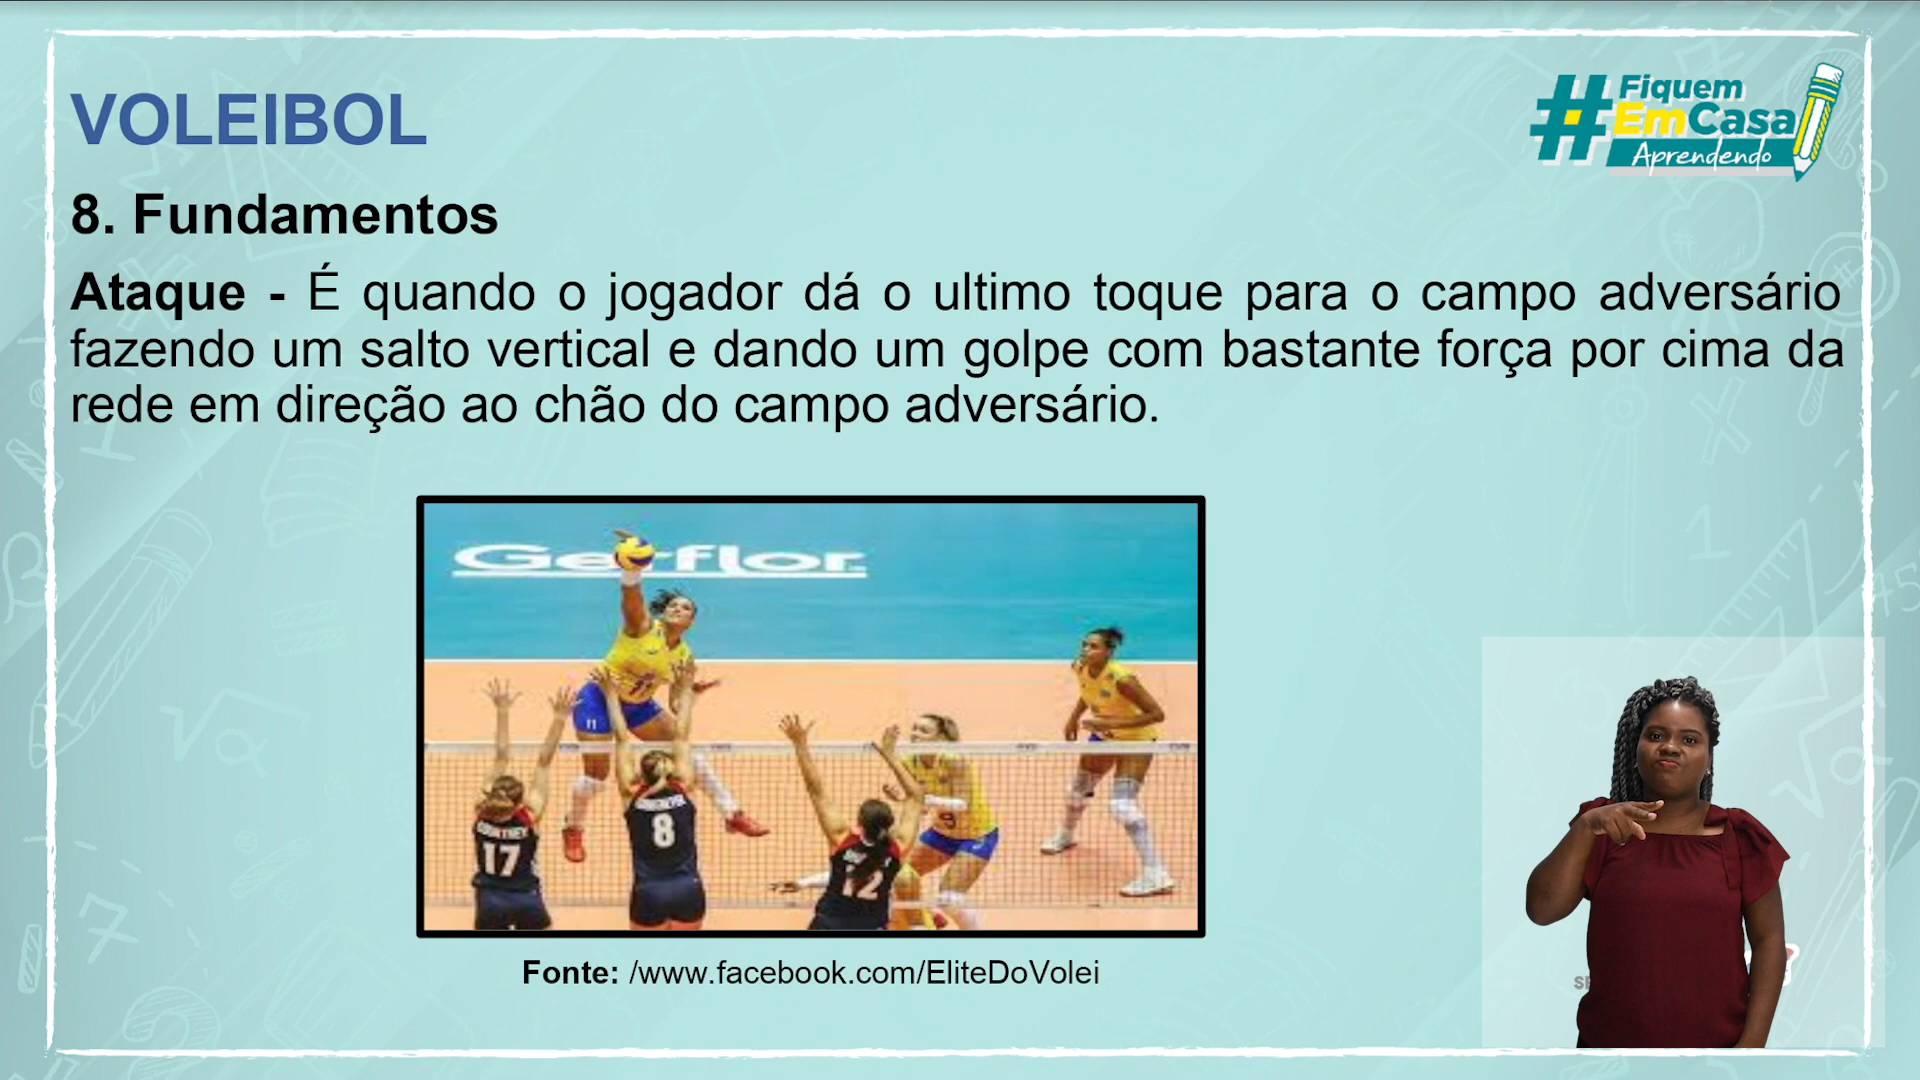 VOLEIBOL
#Fiquem
EmCasa
Aprendendo
8. Fundamentos
Ataque - É quando o jogador dá o ultimo toque para o campo adversário
fazendo um salto vertical e dando um golpe com bastante força por cima da
rede em direção ao chão do campo adversário.
Gerflor
11
17
8
12
9
Fonte: /www.facebook.com/EliteDoVolei